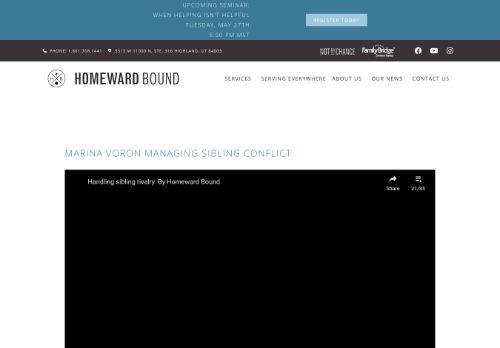 UPCOMING SEMINAR:
WHEN HELPING ISN'T HELPFUL
TUESDAY, MAY 27TH
6:00 PM MST
REGISTER TODAY
PHONE: 1.801.768.1441
5513 W 11000 N, STE. 316 HIGHLAND, UT 84003
NOT BY CHANCE
FamilyBridge
HOMEWARD BOUND
SERVICES
SERVING EVERYWHERE
ABOUT US
OUR NEWS
CONTACT US
MARINA VORON MANAGING SIBLING CONFLICT
Handling sibling rivalry. By Homeward Bound
Share
21/35